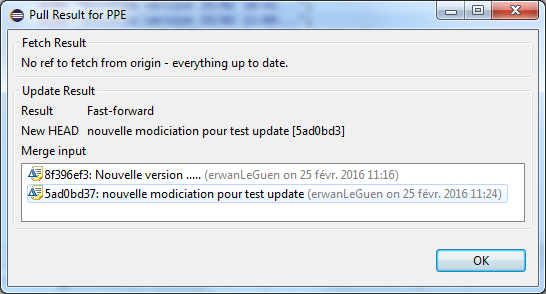 Pull Result for PPE
Fetch Result
No ref to fetch from origin - everything up to date.
Update Result
Result Fast-forward
New HEAD nouvelle modiciation pour test update [5ad0bd3]
Merge input
8f396ef3: Nouvelle version ..... (erwanLeGuen on 25 févr. 2016 11:16)
5ad0bd37: nouvelle modiciation pour test update (erwanLeGuen on 25 févr. 2016 11:24)
OK